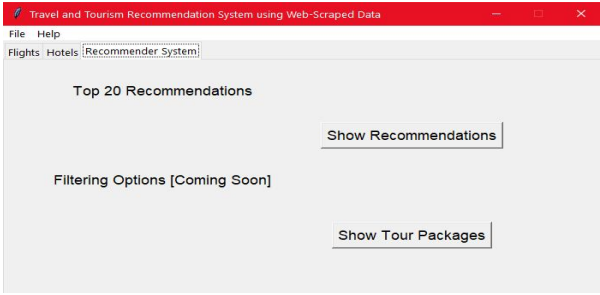 Travel and Tourism Recommendation System using Web-Scraped Data
File Help
Flights Hotels Recommender System
Top 20 Recommendations
Show Recommendations
Filtering Options [Coming Soon]
Show Tour Packages